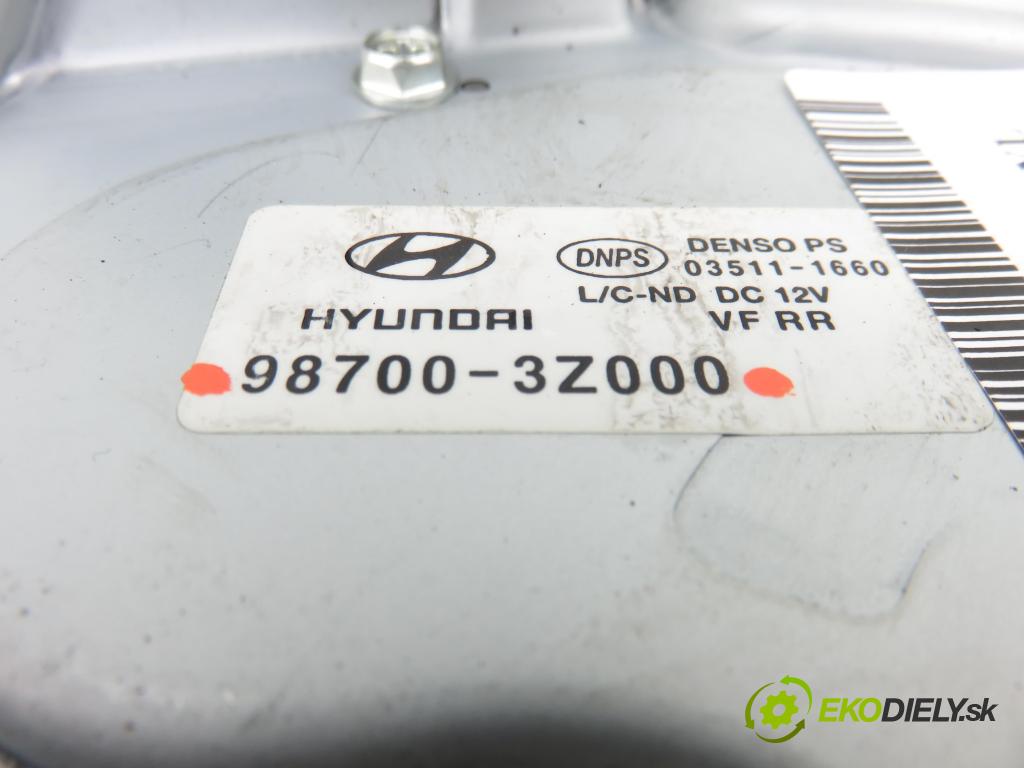 DNPS
DENSO PS
03511-1660
L/C-ND DC 12V
HYUNDAI
VF RR
98700-3Z000
EKODIELY.sk